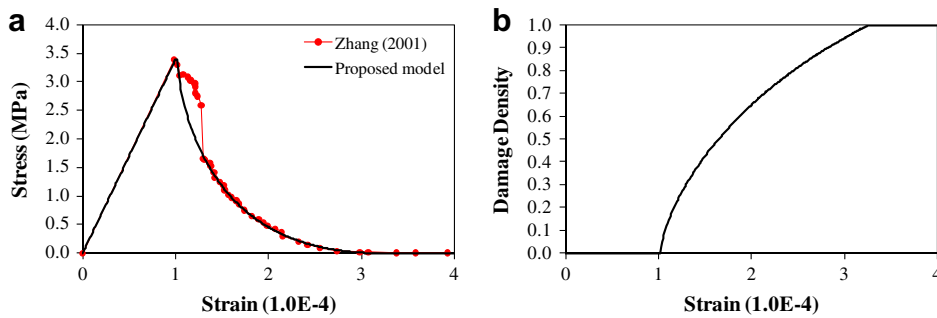 a
4.0
3.5
3.0
2.5
2.0
1.5
1.0
0.5
0.0
Stress (MPa)
Zhang (2001)
Proposed model
0 1 2 3 4
Strain (1.0E-4)
b
1.0
0.9
0.8
0.7
0.6
0.5
0.4
0.3
0.2
0.1
0.0
Damage Density
0 1 2 3 4
Strain (1.0E-4)